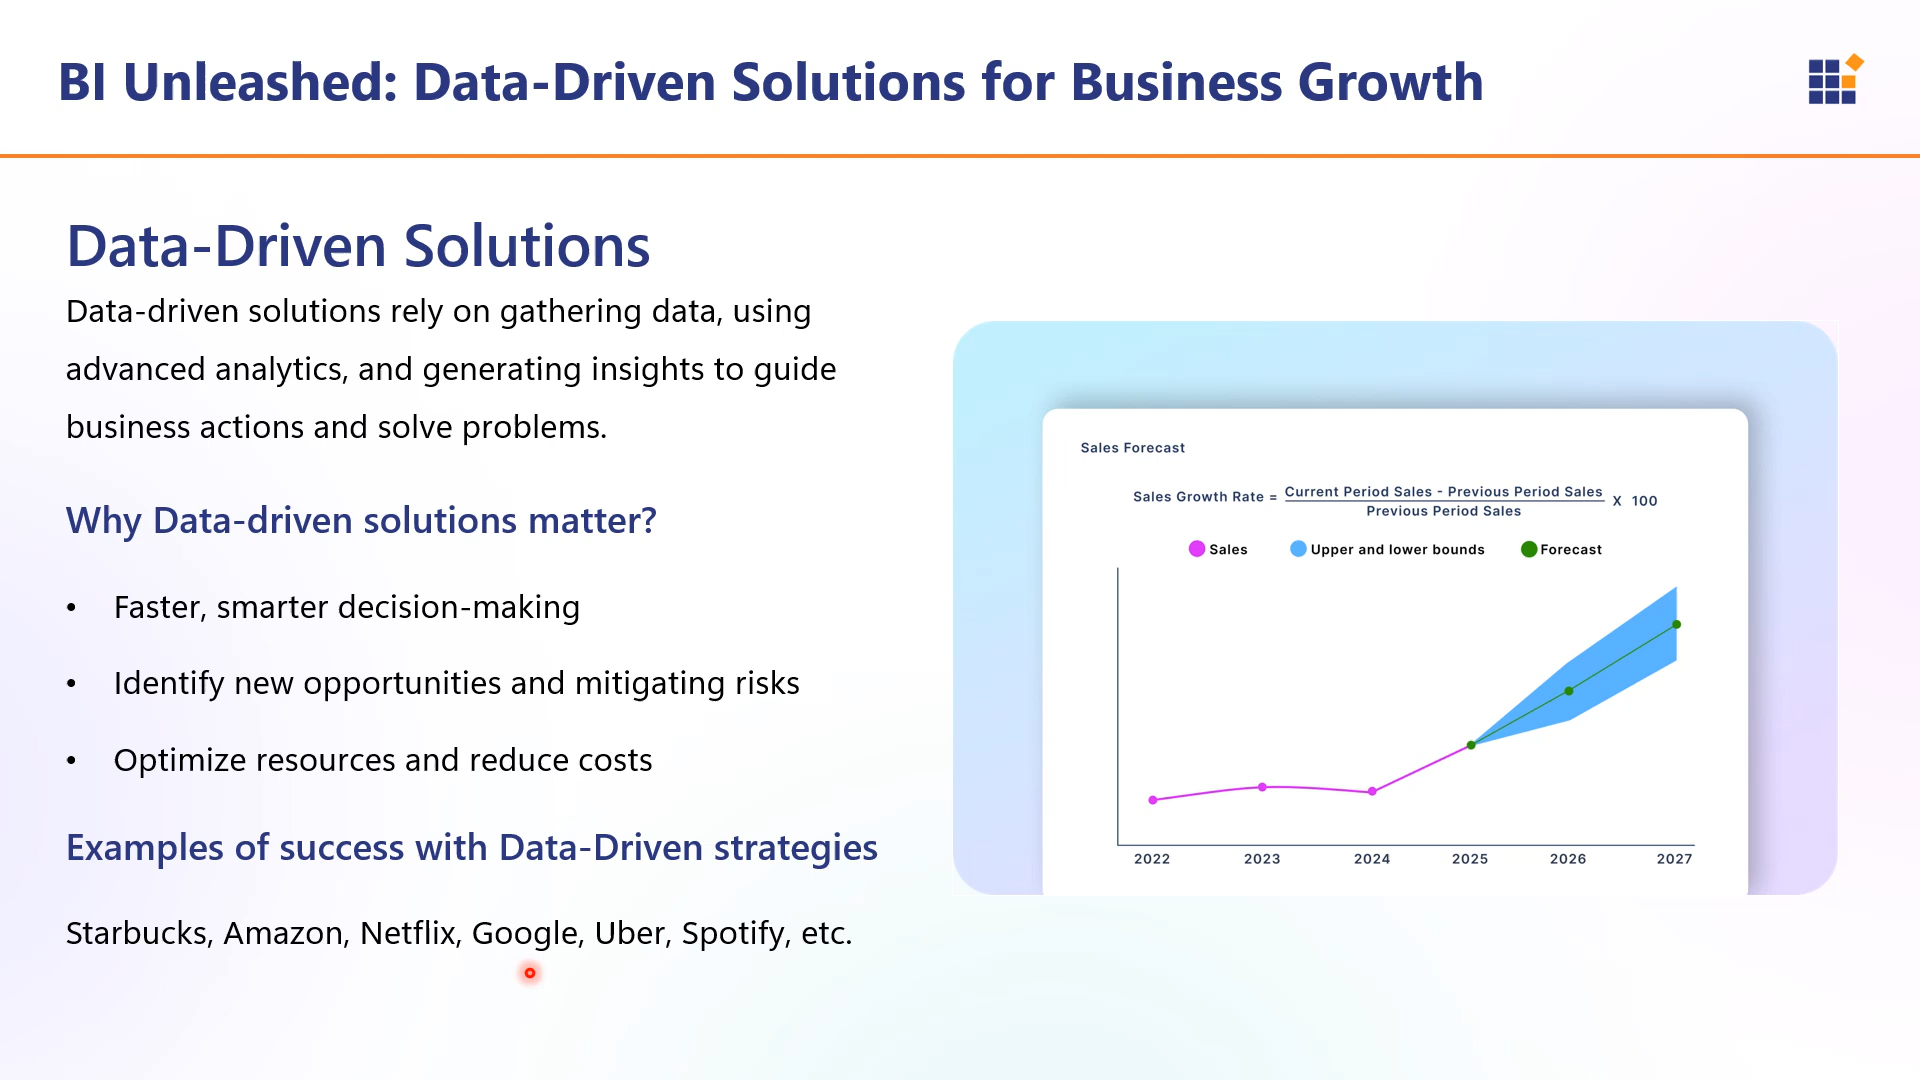 BI Unleashed: Data-Driven Solutions for Business Growth
Data-Driven Solutions
Data-driven solutions rely on gathering data, using
advanced analytics, and generating insights to guide
business actions and solve problems.
Why Data-driven solutions matter?
• Faster, smarter decision-making
• Identify new opportunities and mitigating risks
• Optimize resources and reduce costs
Examples of success with Data-Driven strategies
Starbucks, Amazon, Netflix, Google, Uber, Spotify, etc.
Sales Forecast
Sales Growth Rate = Current Period Sales - Previous Period Sales X 100
Previous Period Sales
Sales Upper and lower bounds Forecast
2022 2023 2024 2025 2026 2027